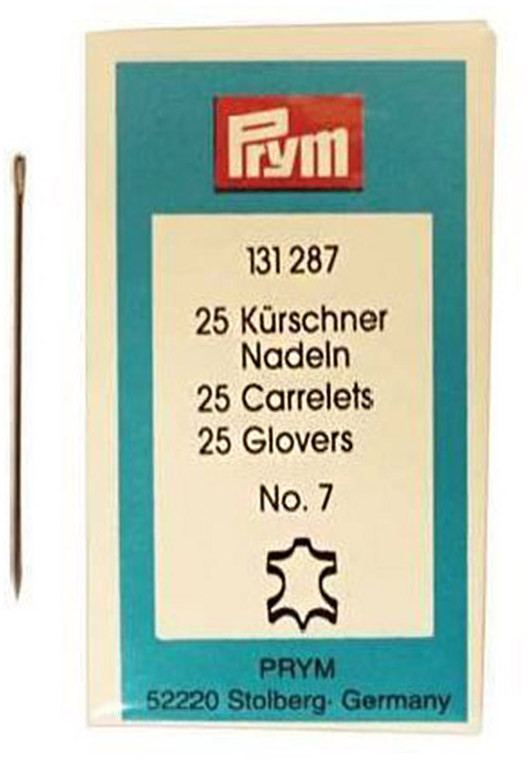 Prym
131 287
25 Kürschner
Nadeln
25 Carrelets
25 Glovers
No. 7
PRYM
52220 Stolberg· Germany